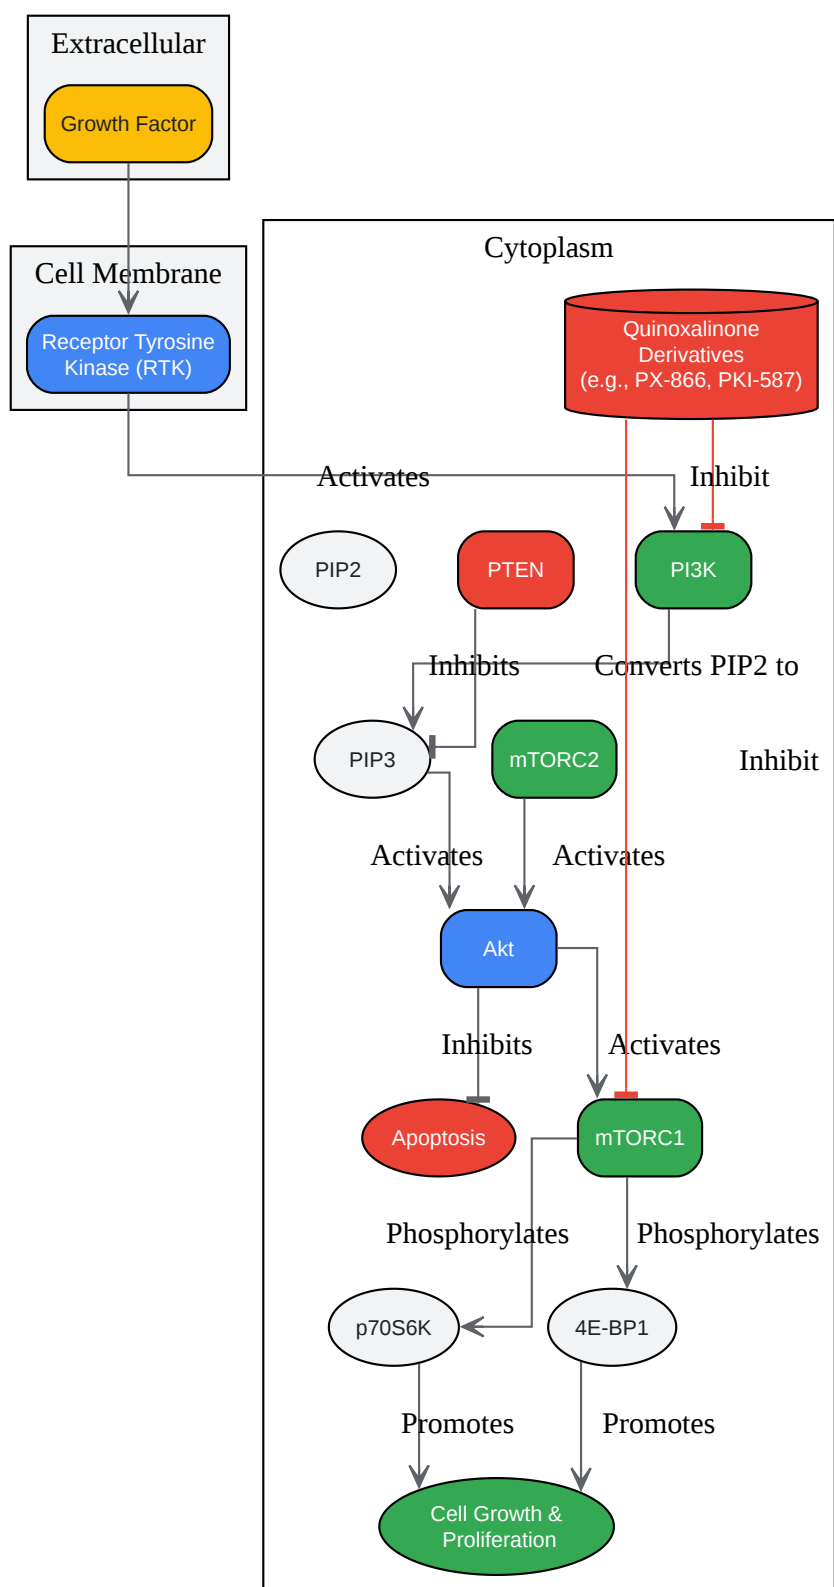 Extracellular
Growth Factor
Cell Membrane
Receptor Tyrosine
Kinase (RTK)
Cytoplasm
Quinoxalinone
Derivatives
(e.g., PX-866, PKI-587)
Activates
Inhibit
PIP2
PTEN
PI3K
Inhibits
Converts PIP2 to
PIP3
mTORC2
Inhibit
Activates
Activates
Akt
Inhibits
Activates
Apoptosis
mTORC1
Phosphorylates
Phosphorylates
p70S6K
4E-BP1
Promotes
Promotes
Cell Growth &
Proliferation